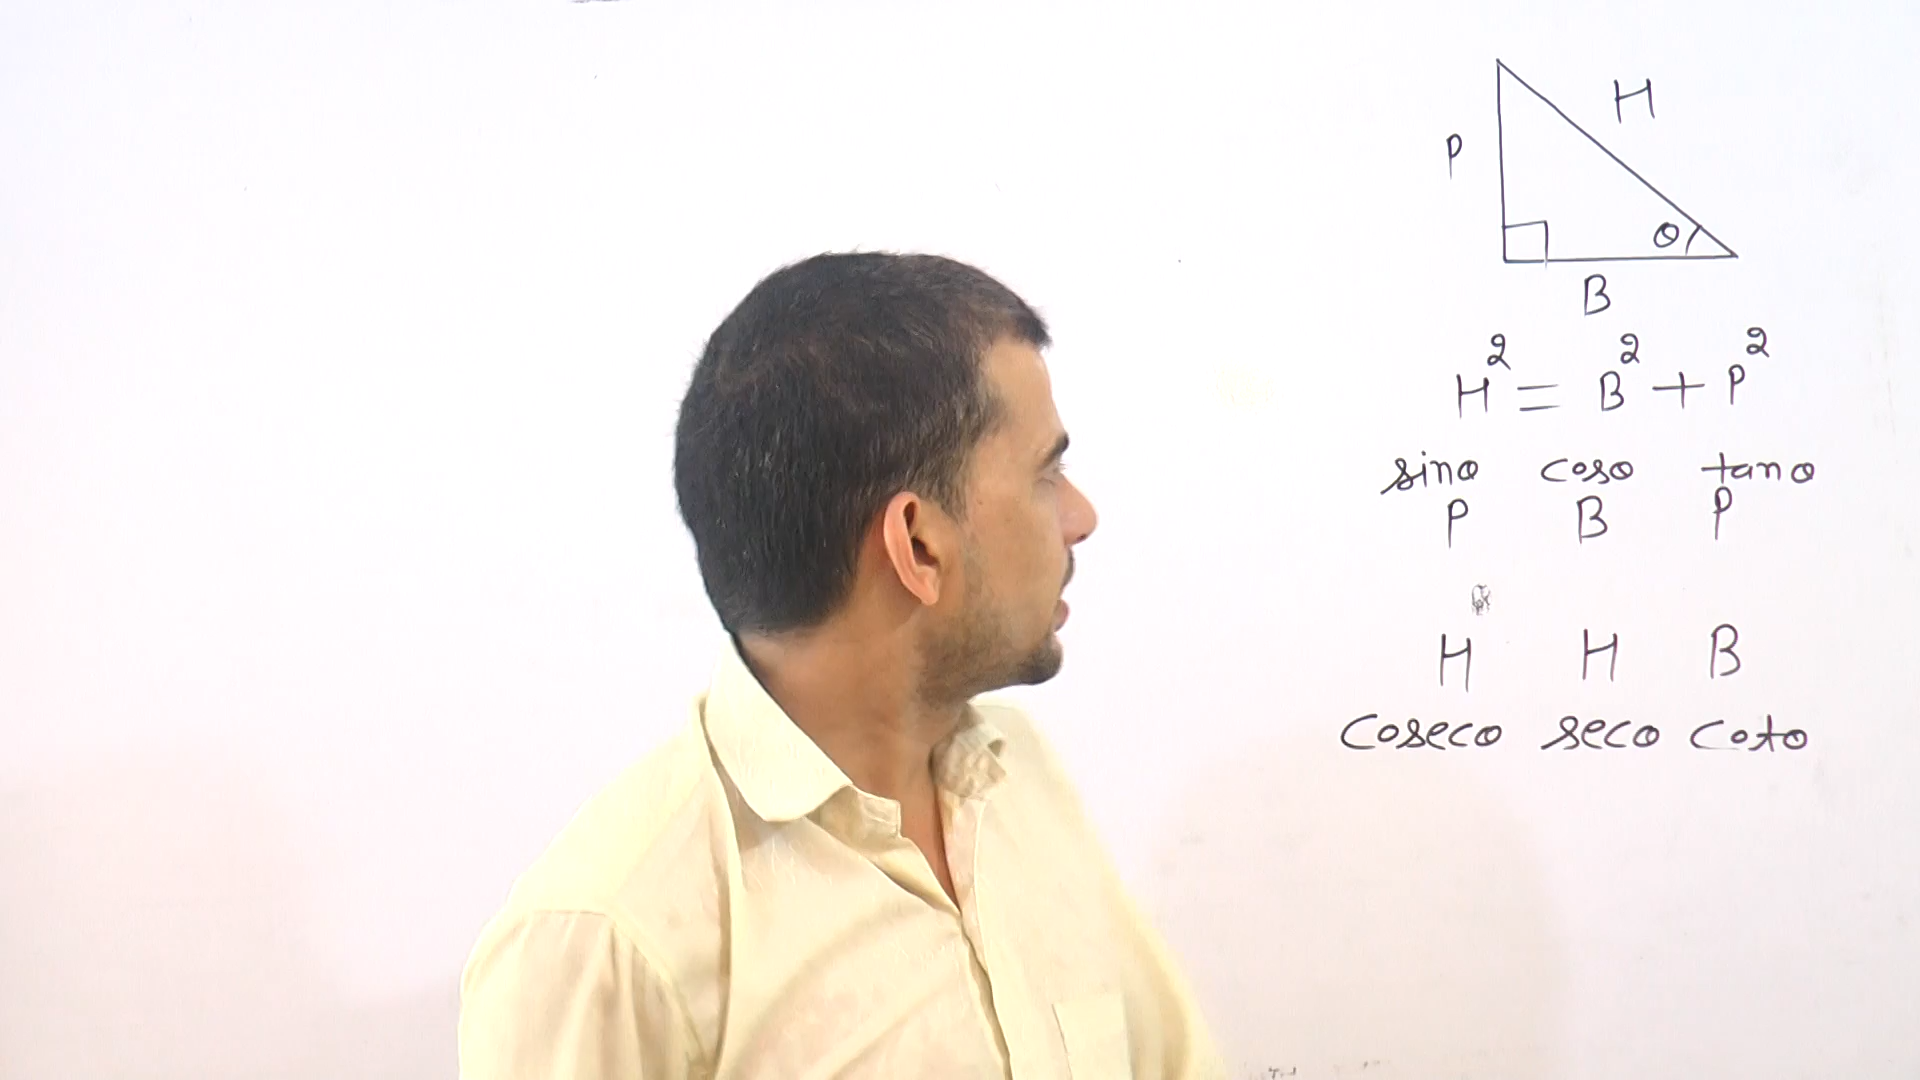 H
P
θ
B
H² = B² + P²
sinθ cosθ tanθ
P B P
H H B
cosecθ secθ cotθ